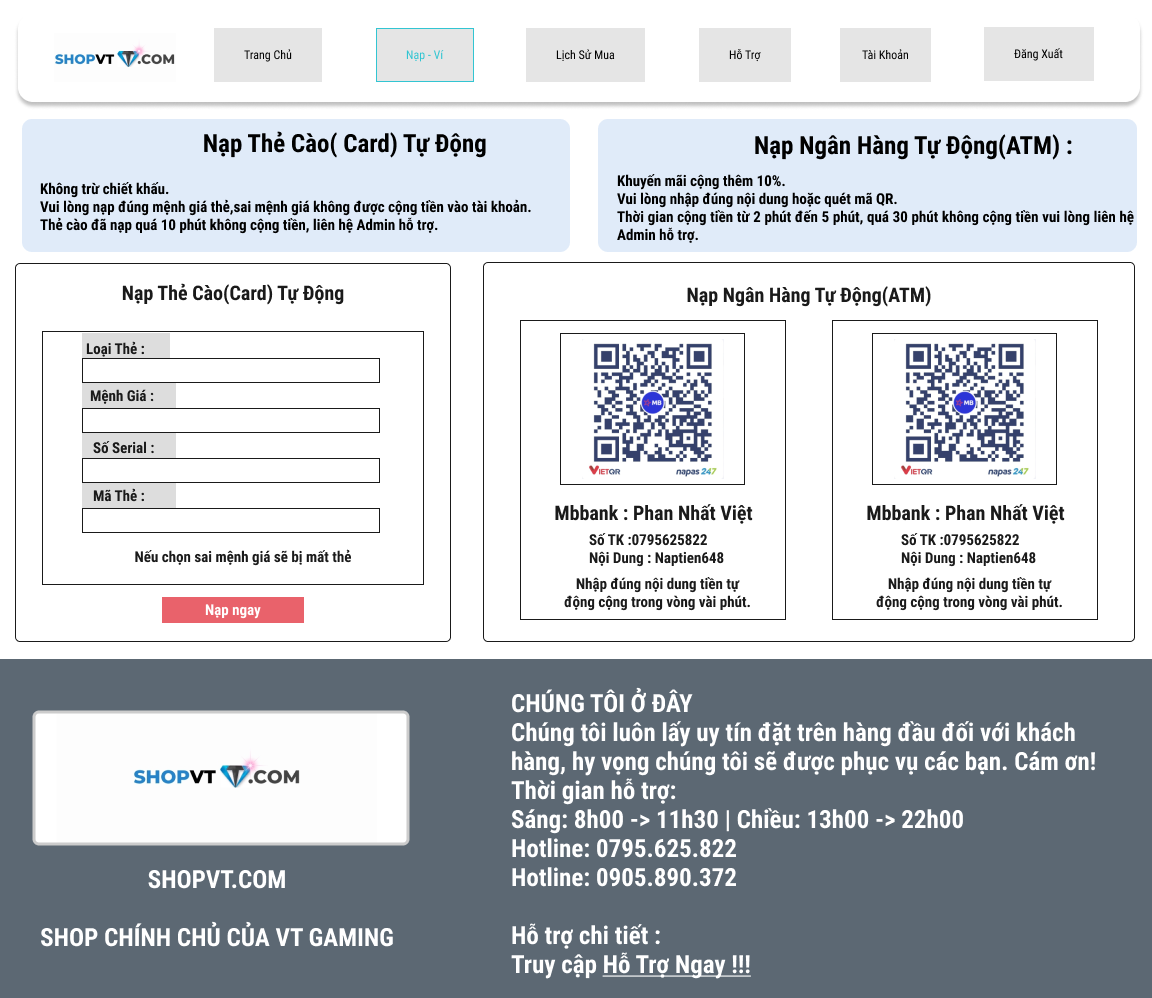 SHOPVT .COM
Trang Chủ
Nạp - Ví
Lịch Sử Mua
Hỗ Trợ
Tài Khoản
Đăng Xuất
Nạp Thẻ Cào( Card) Tự Động
Không trừ chiết khấu.
Vui lòng nạp đúng mệnh giá thẻ,sai mệnh giá không được cộng tiền vào tài khoản.
Thẻ cào đã nạp quá 10 phút không cộng tiền, liên hệ Admin hỗ trợ.
Nạp Ngân Hàng Tự Động(ATM) :
Khuyến mãi cộng thêm 10%.
Vui lòng nhập đúng nội dung hoặc quét mã QR.
Thời gian cộng tiền từ 2 phút đến 5 phút, quá 30 phút không cộng tiền vui lòng liên hệ
Admin hỗ trợ.
Nạp Thẻ Cào(Card) Tự Động
Loại Thẻ :
Mệnh Giá :
Số Serial :
Mã Thẻ :
Nếu chọn sai mệnh giá sẽ bị mất thẻ
Nạp ngay
Nạp Ngân Hàng Tự Động(ATM)
MB
VIETQR napas 247
Mbbank : Phan Nhất Việt
Số TK :0795625822
Nội Dung : Naptien648
Nhập đúng nội dung tiền tự
động cộng trong vòng vài phút.
MB
VIETQR napas 247
Mbbank : Phan Nhất Việt
Số TK :0795625822
Nội Dung : Naptien648
Nhập đúng nội dung tiền tự
động cộng trong vòng vài phút.
SHOPVT .COM
SHOPVT.COM
SHOP CHÍNH CHỦ CỦA VT GAMING
CHÚNG TÔI Ở ĐÂY
Chúng tôi luôn lấy uy tín đặt trên hàng đầu đối với khách
hàng, hy vọng chúng tôi sẽ được phục vụ các bạn. Cám ơn!
Thời gian hỗ trợ:
Sáng: 8h00 -> 11h30 | Chiều: 13h00 -> 22h00
Hotline: 0795.625.822
Hotline: 0905.890.372
Hỗ trợ chi tiết :
Truy cập Hỗ Trợ Ngay !!!